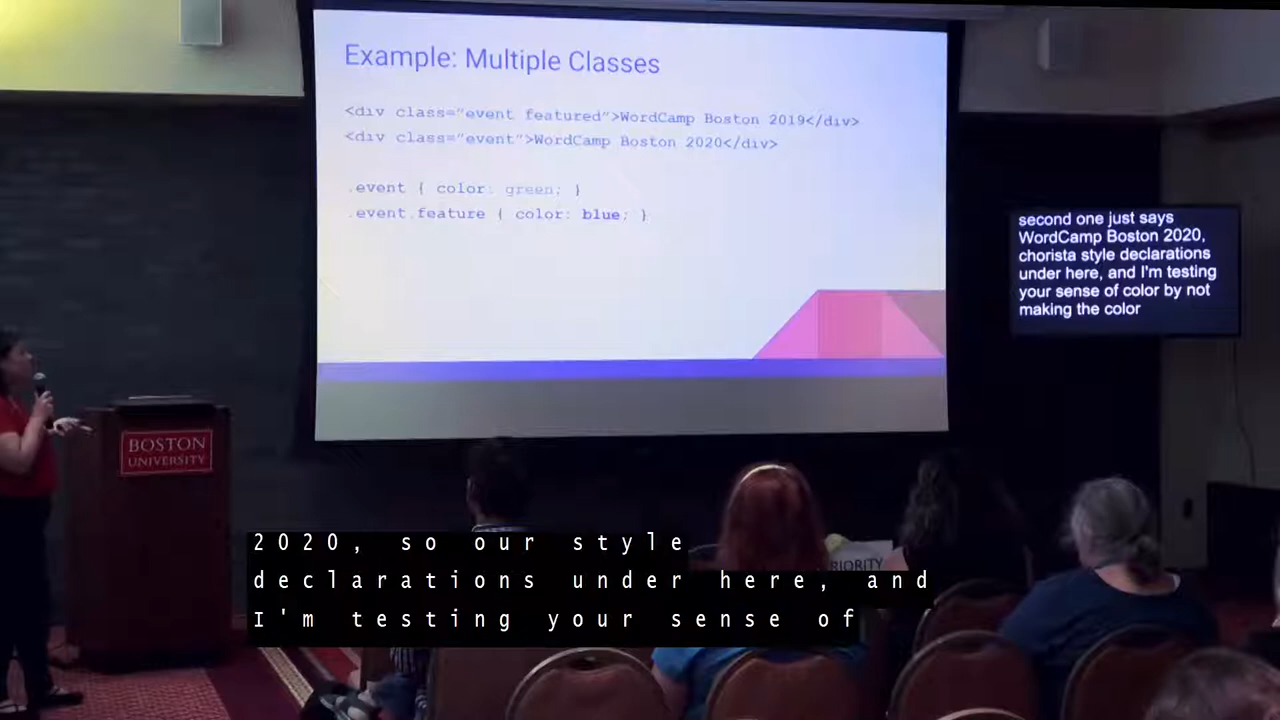 Example: Multiple Classes
<div class="event featured">WordCamp Boston 2019</div>
<div class="event">WordCamp Boston 2020</div>
.event { color: green; }
.event.feature { color: blue; }
second one just says
WordCamp Boston 2020,
chorista style declarations
under here, and I'm testing
your sense of color by not
making the color
BOSTON
UNIVERSITY
2020, so our style
declarations under here, and
I'm testing your sense of